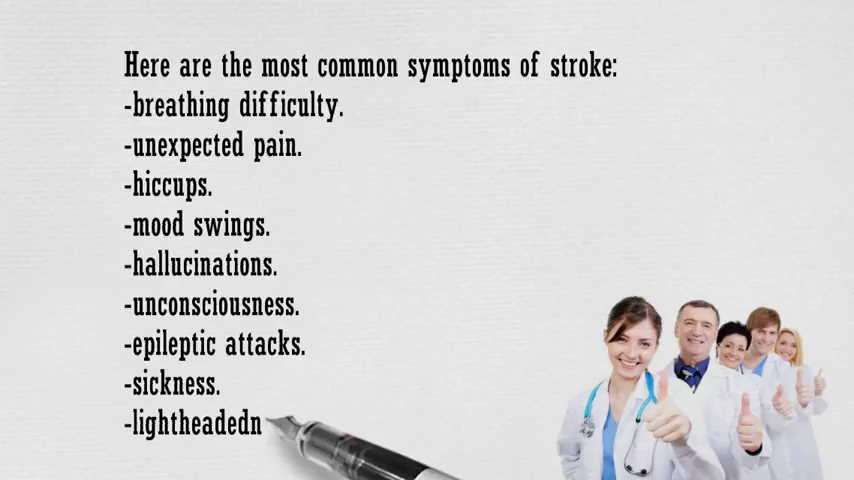 Here are the most common symptoms of stroke:
-breathing difficulty.
-unexpected pain.
-hiccups.
-mood swings.
-hallucinations.
-unconsciousness.
-epileptic attacks.
-sickness.
-lightheadedn